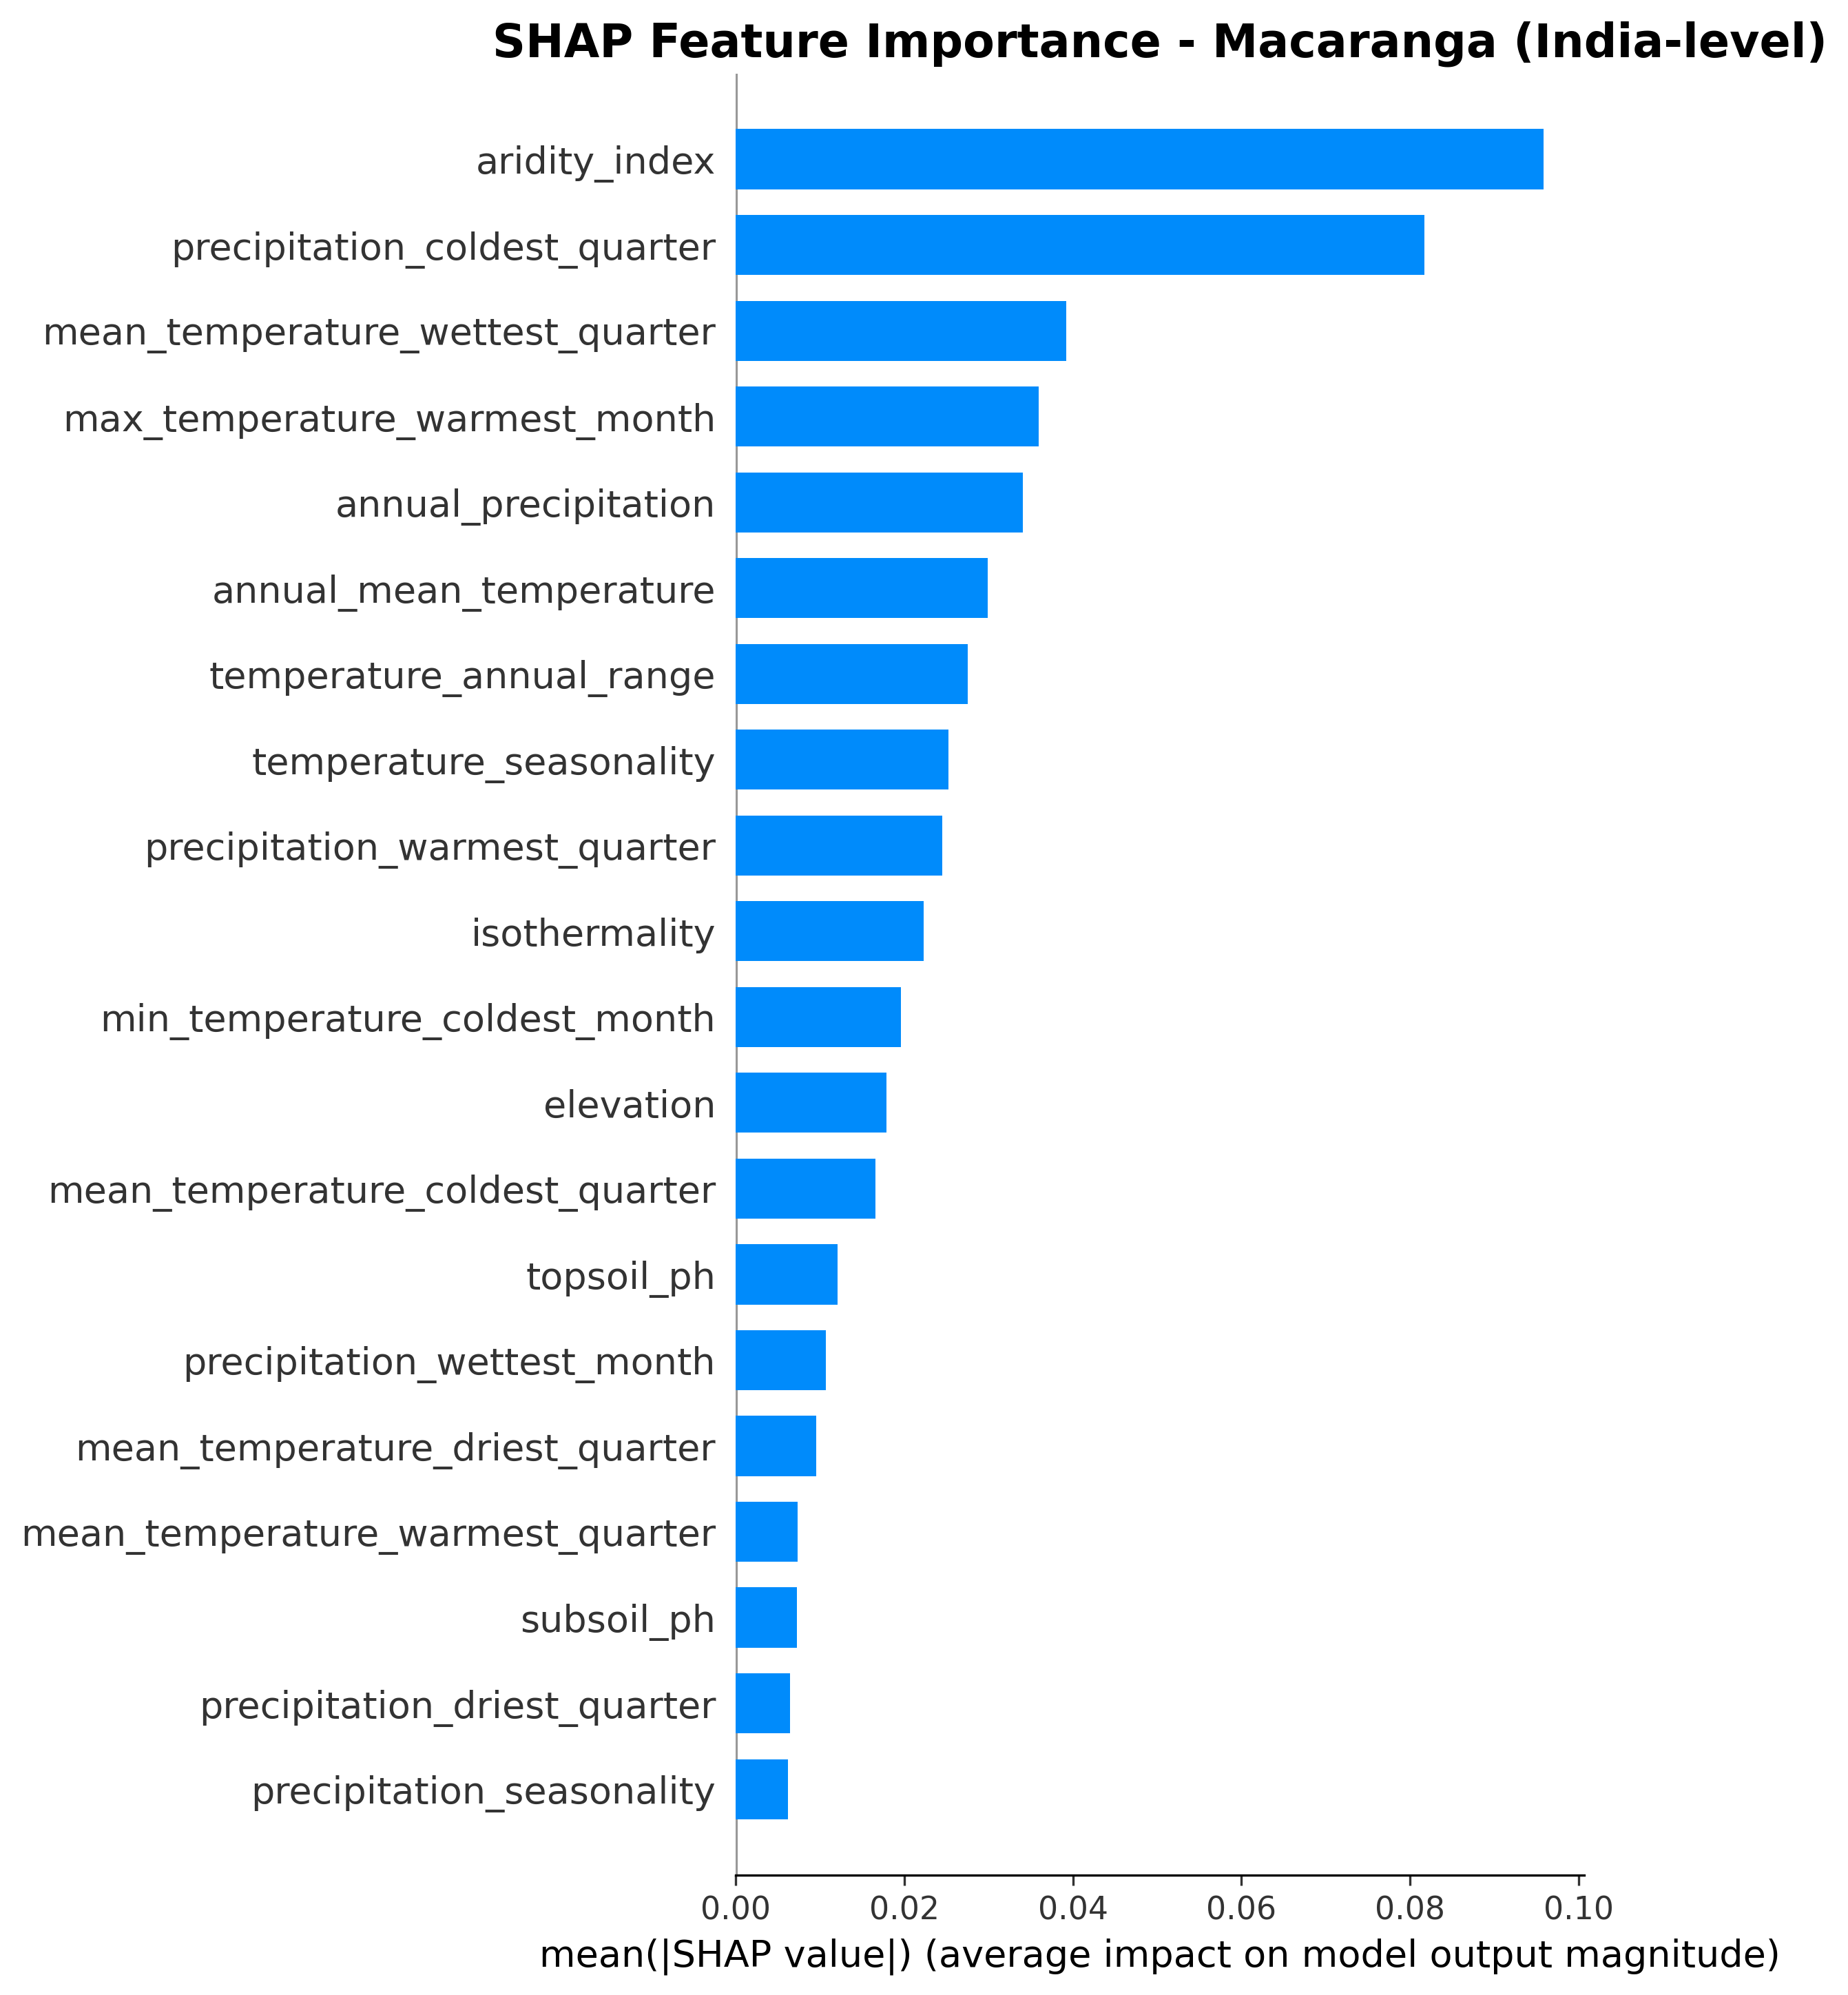 SHAP Feature Importance - Macaranga (India-level)
aridity_index
precipitation_coldest_quarter
mean_temperature_wettest_quarter
max_temperature_warmest_month
annual_precipitation
annual_mean_temperature
temperature_annual_range
temperature_seasonality
precipitation_warmest_quarter
isothermality
min_temperature_coldest_month
elevation
mean_temperature_coldest_quarter
topsoil_ph
precipitation_wettest_month
mean_temperature_driest_quarter
mean_temperature_warmest_quarter
subsoil_ph
precipitation_driest_quarter
precipitation_seasonality
0.00 0.02 0.04 0.06 0.08 0.10
mean(|SHAP value|) (average impact on model output magnitude)